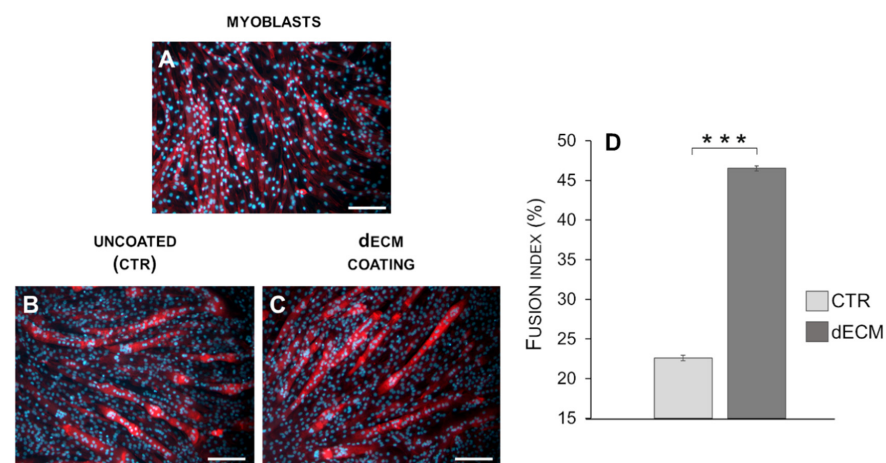 MYOBLASTS
A
UNCOATED
(CTR)
dECM
COATING
B
C
D
***
FUSION INDEX (%)
50
45
40
35
30
25
20
15
CTR
dECM